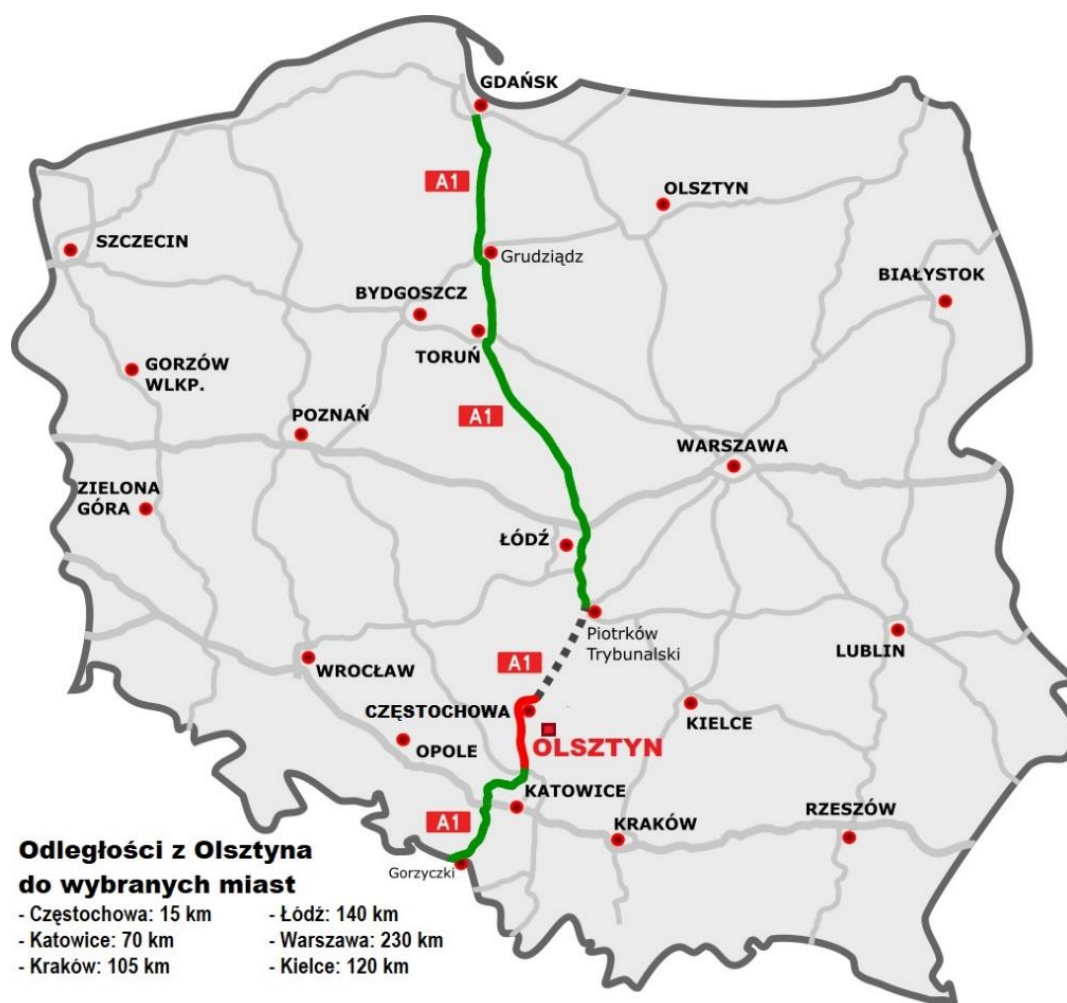 GDAŃSK
A1
OLSZTYN
SZCZECIN
Grudziądz
BIAŁYSTOK
BYDGOSZCZ
TORUŃ
GORZÓW
WLKP.
A1
POZNAŃ
WARSZAWA
ZIELONA
GÓRA
ŁÓDŹ
Piotrków
Trybunalski
LUBLIN
A1
WROCŁAW
CZĘSTOCHOWA
KIELCE
OPOLE
OLSZTYN
KATOWICE
A1
KRAKÓW
RZESZÓW
Gorzyczki
Odległości z Olsztyna
do wybranych miast
- Częstochowa: 15 km
- Katowice: 70 km
- Kraków: 105 km
- Łódź: 140 km
- Warszawa: 230 km
- Kielce: 120 km